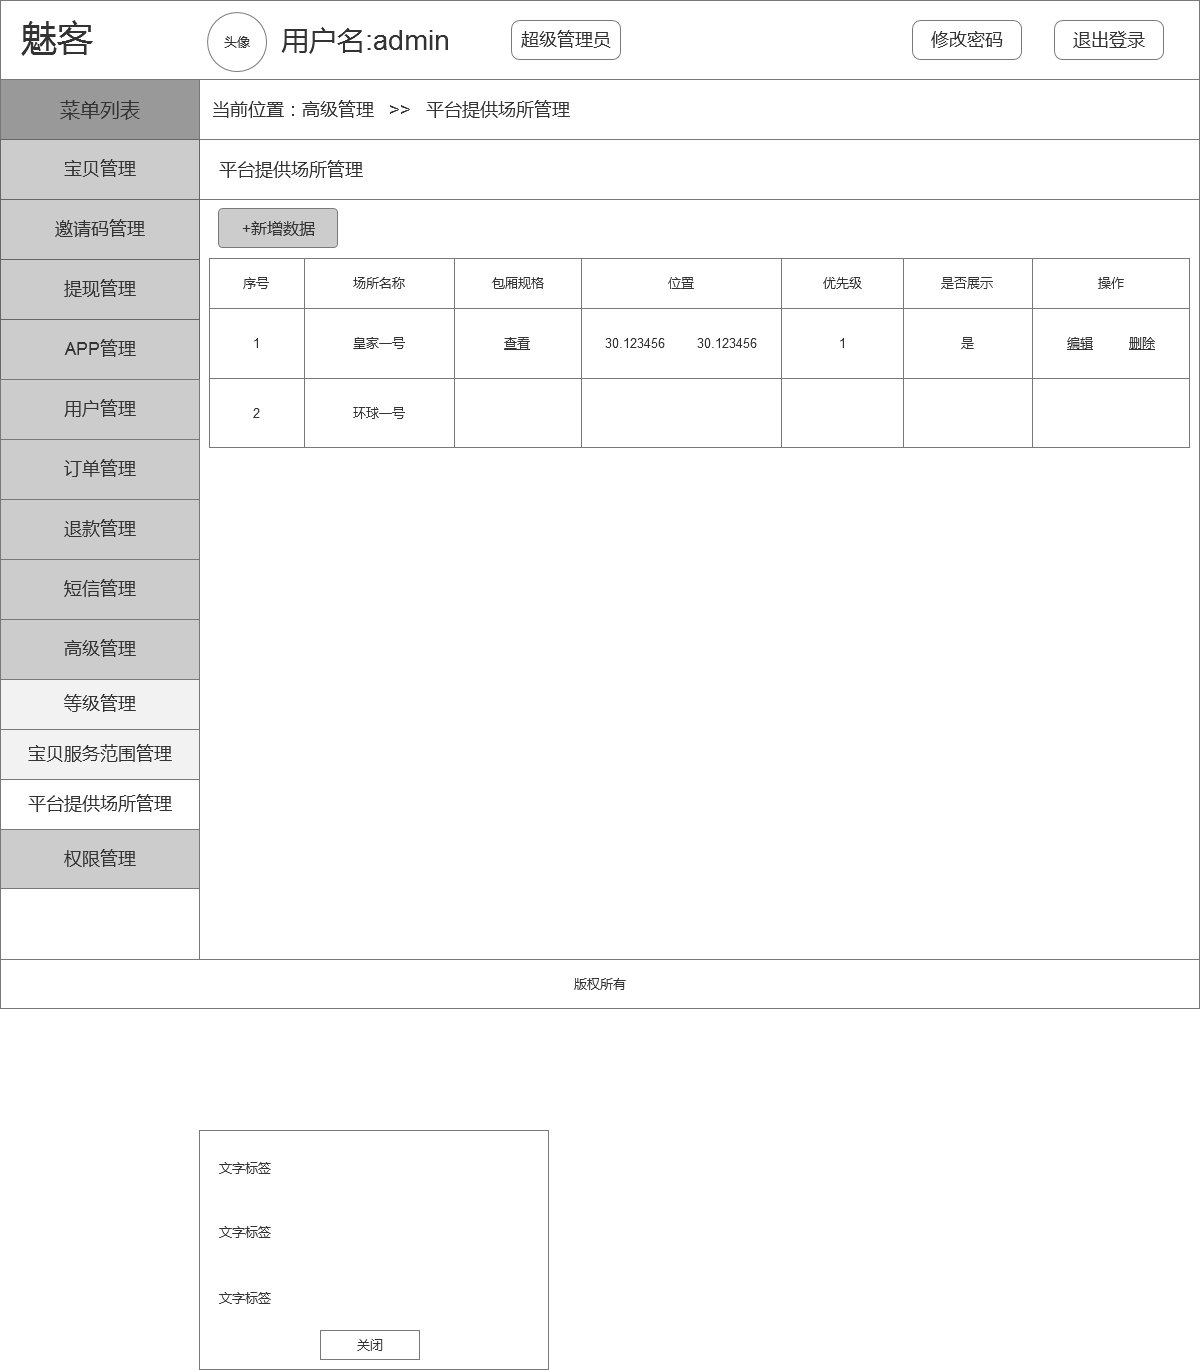 魅客
头像
用户名:admin
超级管理员
修改密码
退出登录
菜单列表
当前位置：高级管理 >> 平台提供场所管理
宝贝管理
平台提供场所管理
邀请码管理
+新增数据
提现管理
APP管理
用户管理
订单管理
退款管理
短信管理
高级管理
等级管理
宝贝服务范围管理
平台提供场所管理
权限管理
序号 场所名称 包厢规格 位置 优先级 是否展示 操作
1 皇家一号 查看 30.123456 30.123456 1 是 编辑 删除
2 环球一号
版权所有
文字标签
文字标签
文字标签
关闭